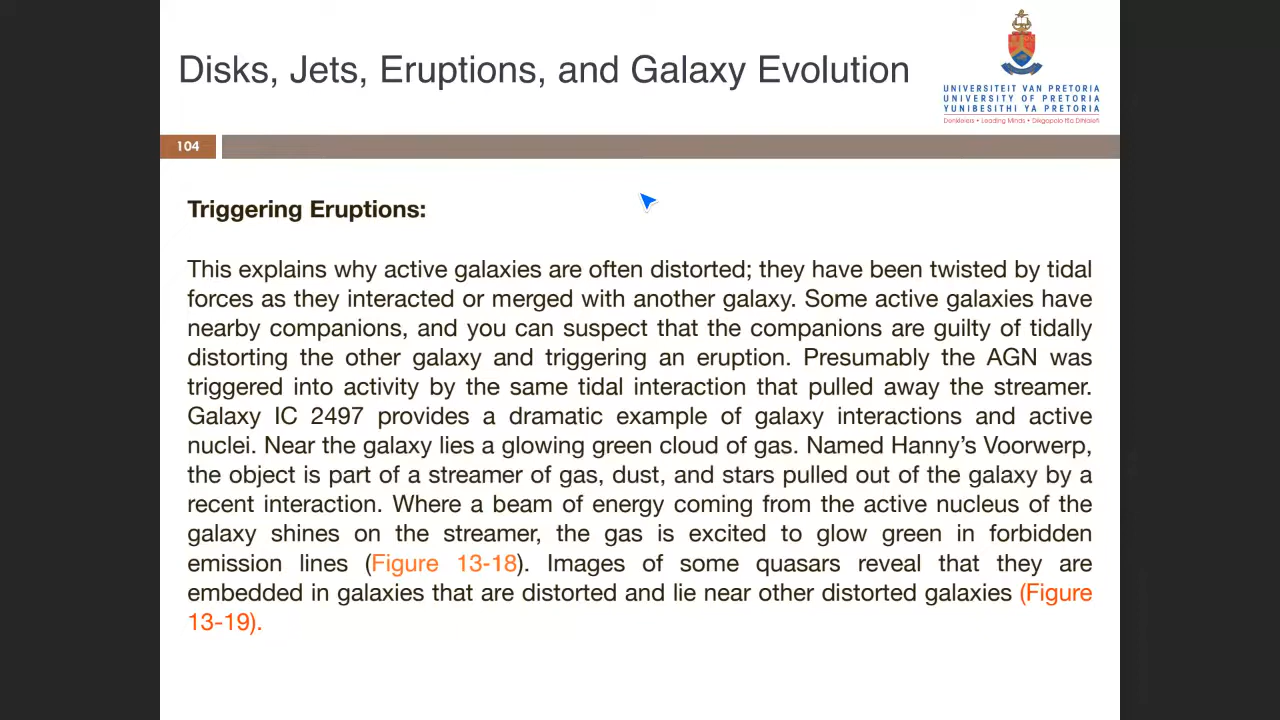 Disks, Jets, Eruptions, and Galaxy Evolution
UNIVERSITEIT VAN PRETORIA
UNIVERSITY OF PRETORIA
YUNIBESITHI YA PRETORIA
Denkleiers • Leading Minds • Dikgopolo tša Dihlalefi
104
Triggering Eruptions:
This explains why active galaxies are often distorted; they have been twisted by tidal
forces as they interacted or merged with another galaxy. Some active galaxies have
nearby companions, and you can suspect that the companions are guilty of tidally
distorting the other galaxy and triggering an eruption. Presumably the AGN was
triggered into activity by the same tidal interaction that pulled away the streamer.
Galaxy IC 2497 provides a dramatic example of galaxy interactions and active
nuclei. Near the galaxy lies a glowing green cloud of gas. Named Hanny’s Voorwerp,
the object is part of a streamer of gas, dust, and stars pulled out of the galaxy by a
recent interaction. Where a beam of energy coming from the active nucleus of the
galaxy shines on the streamer, the gas is excited to glow green in forbidden
emission lines (Figure 13-18). Images of some quasars reveal that they are
embedded in galaxies that are distorted and lie near other distorted galaxies (Figure
13-19).